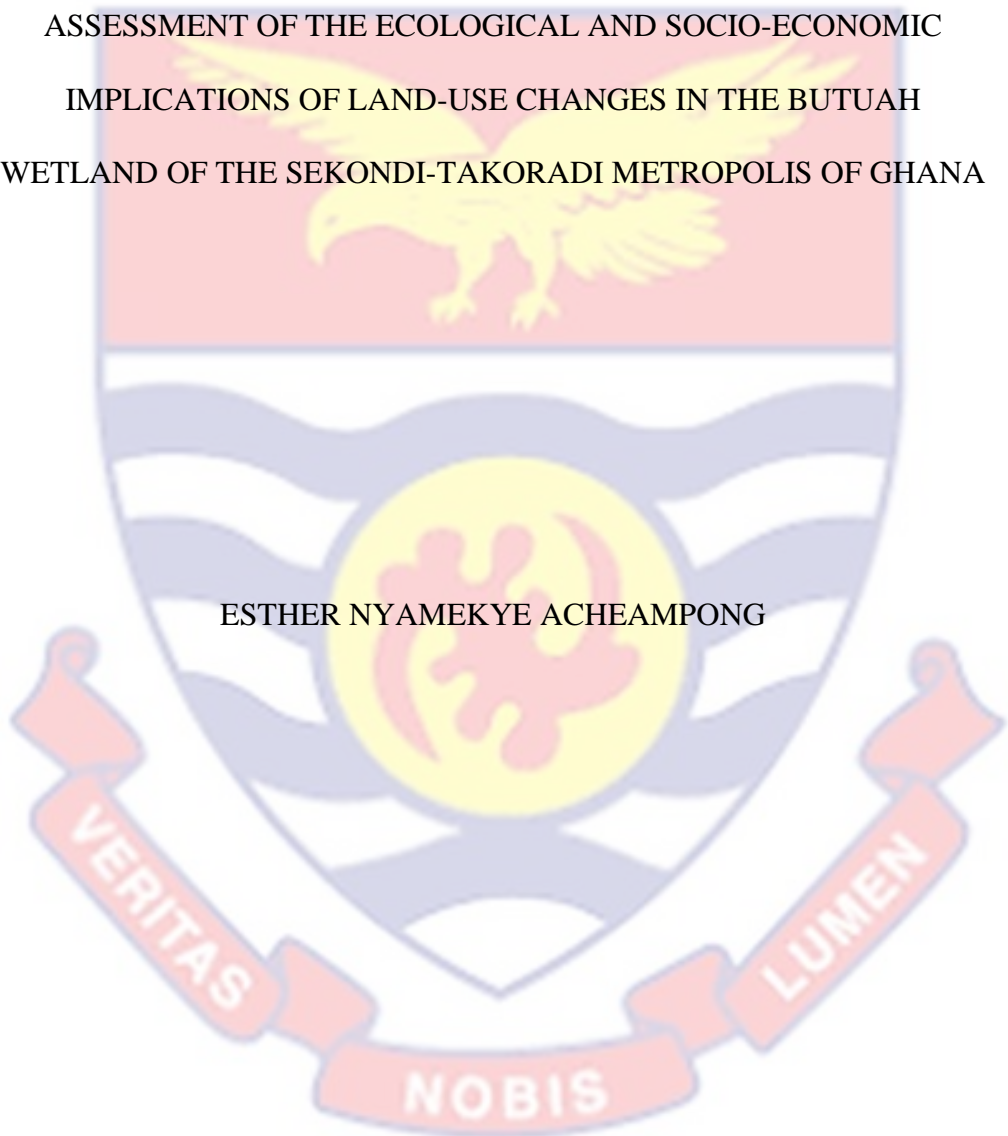 ASSESSMENT OF THE ECOLOGICAL AND SOCIO-ECONOMIC
IMPLICATIONS OF LAND-USE CHANGES IN THE BUTUAH
WETLAND OF THE SEKONDI-TAKORADI METROPOLIS OF GHANA
ESTHER NYAMEKYE ACHEAMPONG
VERITAS
NOBIS
LUMEN